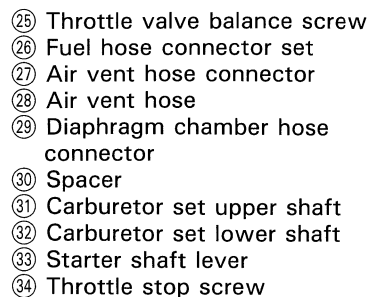 ㉕ Throttle valve balance screw
㉖ Fuel hose connector set
㉗ Air vent hose connector
㉘ Air vent hose
㉙ Diaphragm chamber hose
connector
㉚ Spacer
㉛ Carburetor set upper shaft
㉜ Carburetor set lower shaft
㉝ Starter shaft lever
㉞ Throttle stop screw